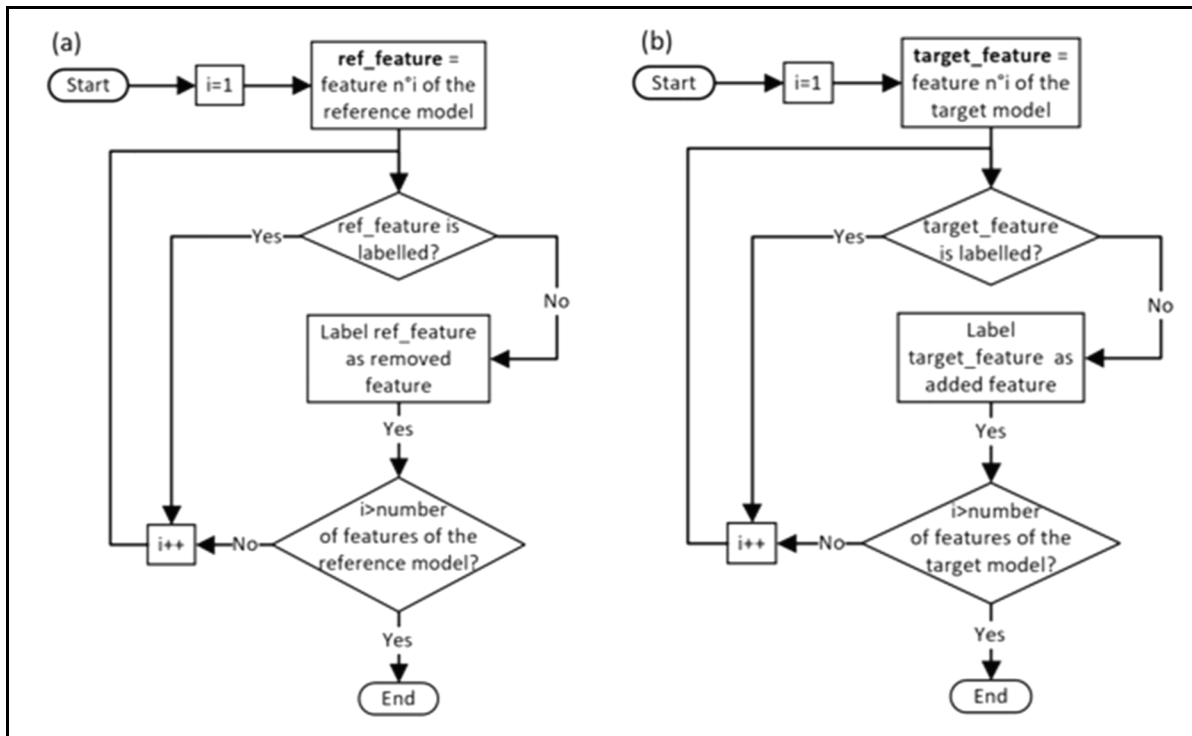 (a)
Start
i=1
ref_feature =
feature n°i of the
reference model
ref_feature is
labelled?
Yes
No
Label ref_feature
as removed
feature
Yes
i>number
of features of the
reference model?
No
i++
Yes
End
(b)
Start
i=1
target_feature =
feature n°i of the
target model
target_feature
is labelled?
Yes
No
Label
target_feature as
added feature
Yes
i>number
of features of the
target model?
No
i++
Yes
End